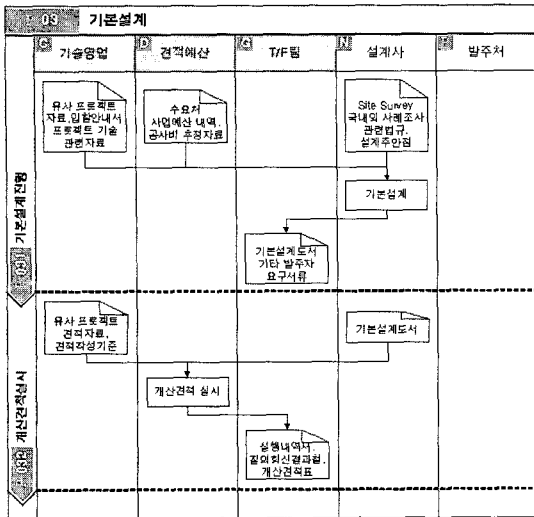 03 기본설계
G 기술영업
D 견적예산
G T/F팀
N 설계사
P 발주처
031 기본설계진행
유사 프로젝트
자료,입찰안내서
프로젝트 기술
관련자료
수요처
사업예산 내역,
공사비 추정자료
Site Survey
국내외 사례조사
관련법규,
설계주안점
기본설계
기본설계도서
기타 발주자
요구서류
032 개산견적실시
유사 프로젝트
견적자료,
견적작성기준
기본설계도서
개산견적 실시
실행내역서,
질의회신결과철,
개산견적표